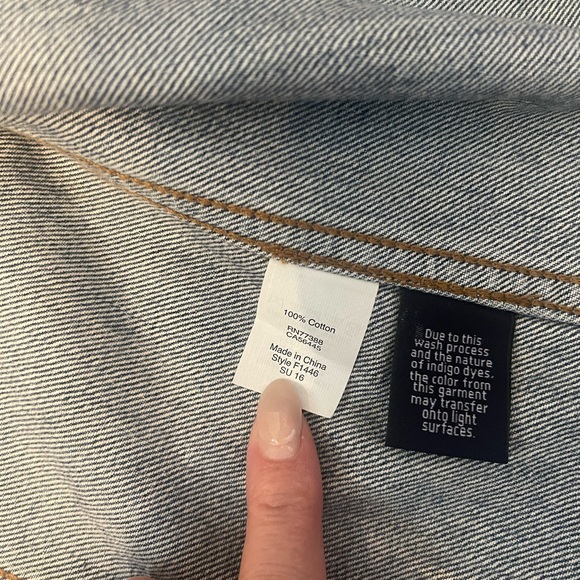 100% Cotton
RN77388
CA56445
Made in China
Style F1446
SU 16
Due to this
wash process
and the nature
of indigo dyes,
the color from
this garment
may transfer
onto light
surfaces.